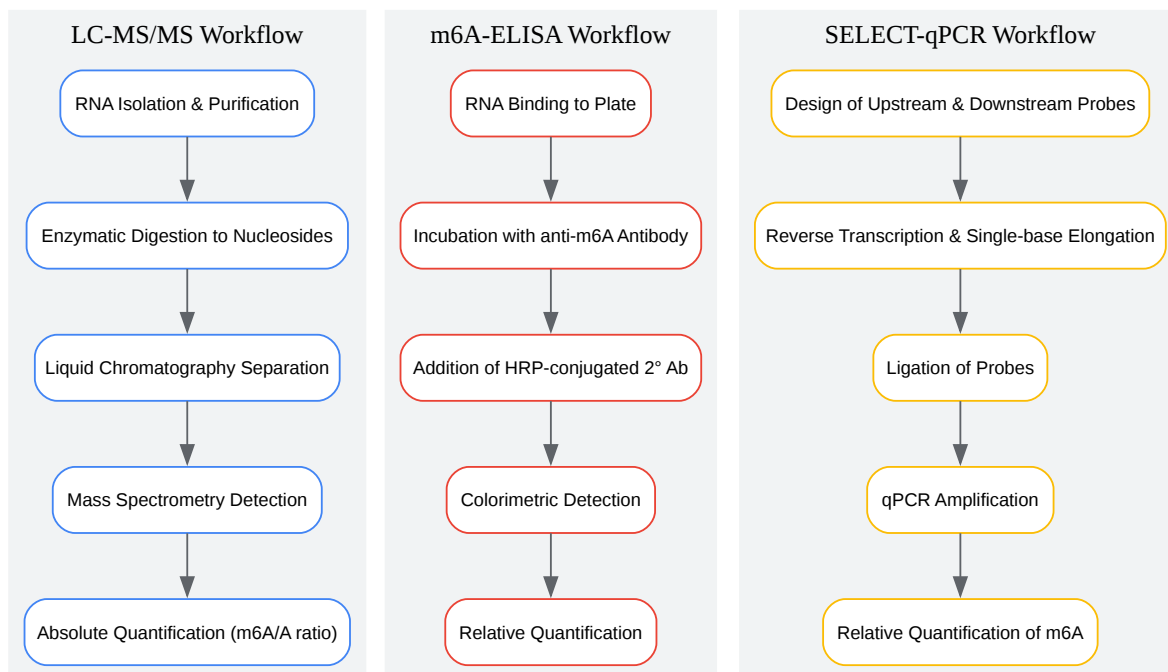 LC-MS/MS Workflow
RNA Isolation & Purification
Enzymatic Digestion to Nucleosides
Liquid Chromatography Separation
Mass Spectrometry Detection
Absolute Quantification (m6A/A ratio)
m6A-ELISA Workflow
RNA Binding to Plate
Incubation with anti-m6A Antibody
Addition of HRP-conjugated 2° Ab
Colorimetric Detection
Relative Quantification
SELECT-qPCR Workflow
Design of Upstream & Downstream Probes
Reverse Transcription & Single-base Elongation
Ligation of Probes
qPCR Amplification
Relative Quantification of m6A